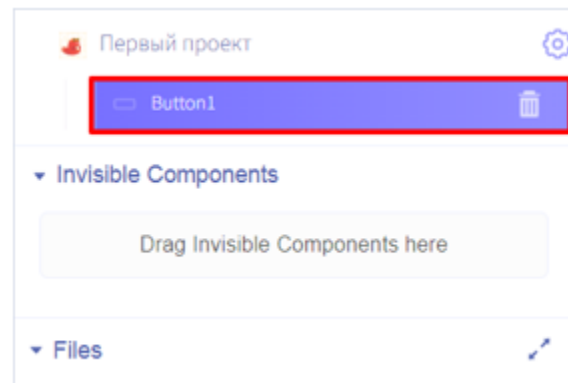 Первый проект
Button1
Invisible Components
Drag Invisible Components here
Files